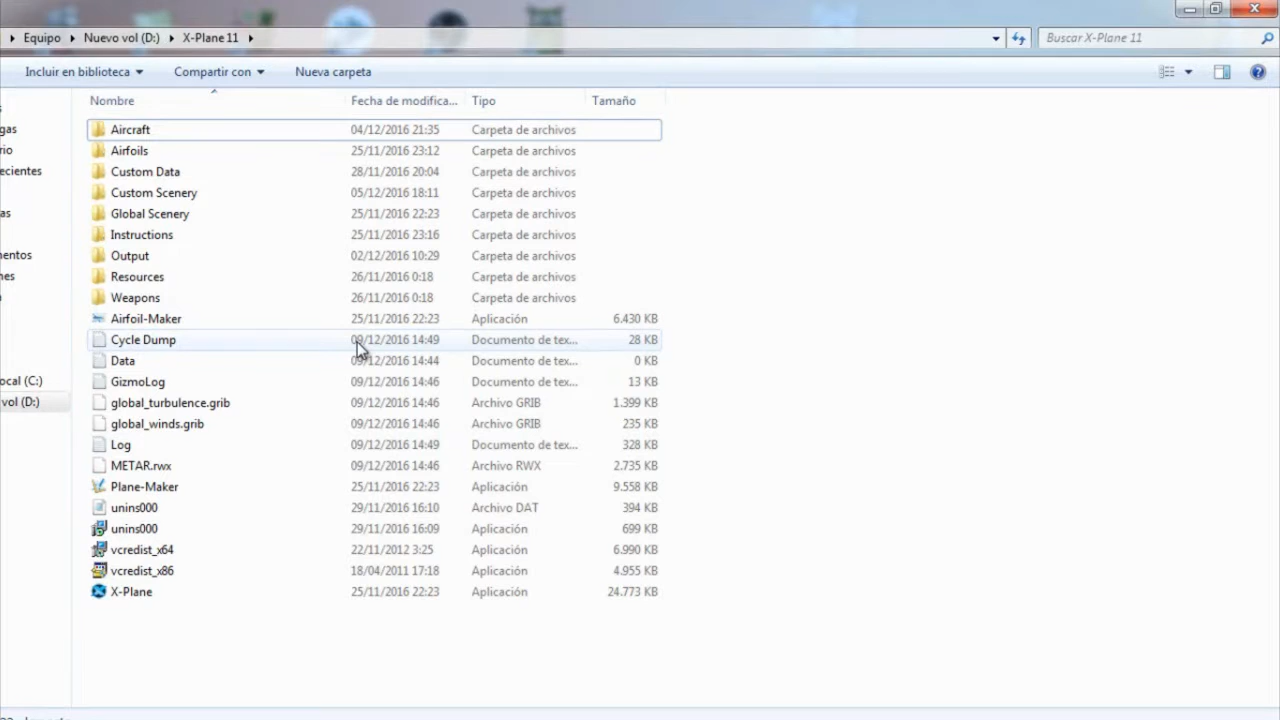 Equipo Nuevo vol (D:) X-Plane 11 Buscar X-Plane 11
Incluir en biblioteca Compartir con Nueva carpeta
Nombre Fecha de modifica... Tipo Tamaño
Aircraft 04/12/2016 21:35 Carpeta de archivos
gas Airfoils 25/11/2016 23:12 Carpeta de archivos
rio Custom Data 28/11/2016 20:04 Carpeta de archivos
ecientes Custom Scenery 05/12/2016 18:11 Carpeta de archivos
as Global Scenery 25/11/2016 22:23 Carpeta de archivos
Instructions 25/11/2016 23:16 Carpeta de archivos
mentos Output 02/12/2016 10:29 Carpeta de archivos
nes Resources 26/11/2016 0:18 Carpeta de archivos
Weapons 26/11/2016 0:18 Carpeta de archivos
Airfoil-Maker 25/11/2016 22:23 Aplicación 6.430 KB
Cycle Dump 09/12/2016 14:49 Documento de tex... 28 KB
Data 09/12/2016 14:44 Documento de tex... 0 KB
ocal (C:) GizmoLog 09/12/2016 14:46 Documento de tex... 13 KB
vol (D:) global_turbulence.grib 09/12/2016 14:46 Archivo GRIB 1.399 KB
global_winds.grib 09/12/2016 14:46 Archivo GRIB 235 KB
Log 09/12/2016 14:49 Documento de tex... 328 KB
METAR.rwx 09/12/2016 14:46 Archivo RWX 2.735 KB
Plane-Maker 25/11/2016 22:23 Aplicación 9.558 KB
unins000 29/11/2016 16:10 Archivo DAT 394 KB
unins000 29/11/2016 16:09 Aplicación 699 KB
vcredist_x64 22/11/2012 3:25 Aplicación 6.990 KB
vcredist_x86 18/04/2011 17:18 Aplicación 4.955 KB
X-Plane 25/11/2016 22:23 Aplicación 24.773 KB